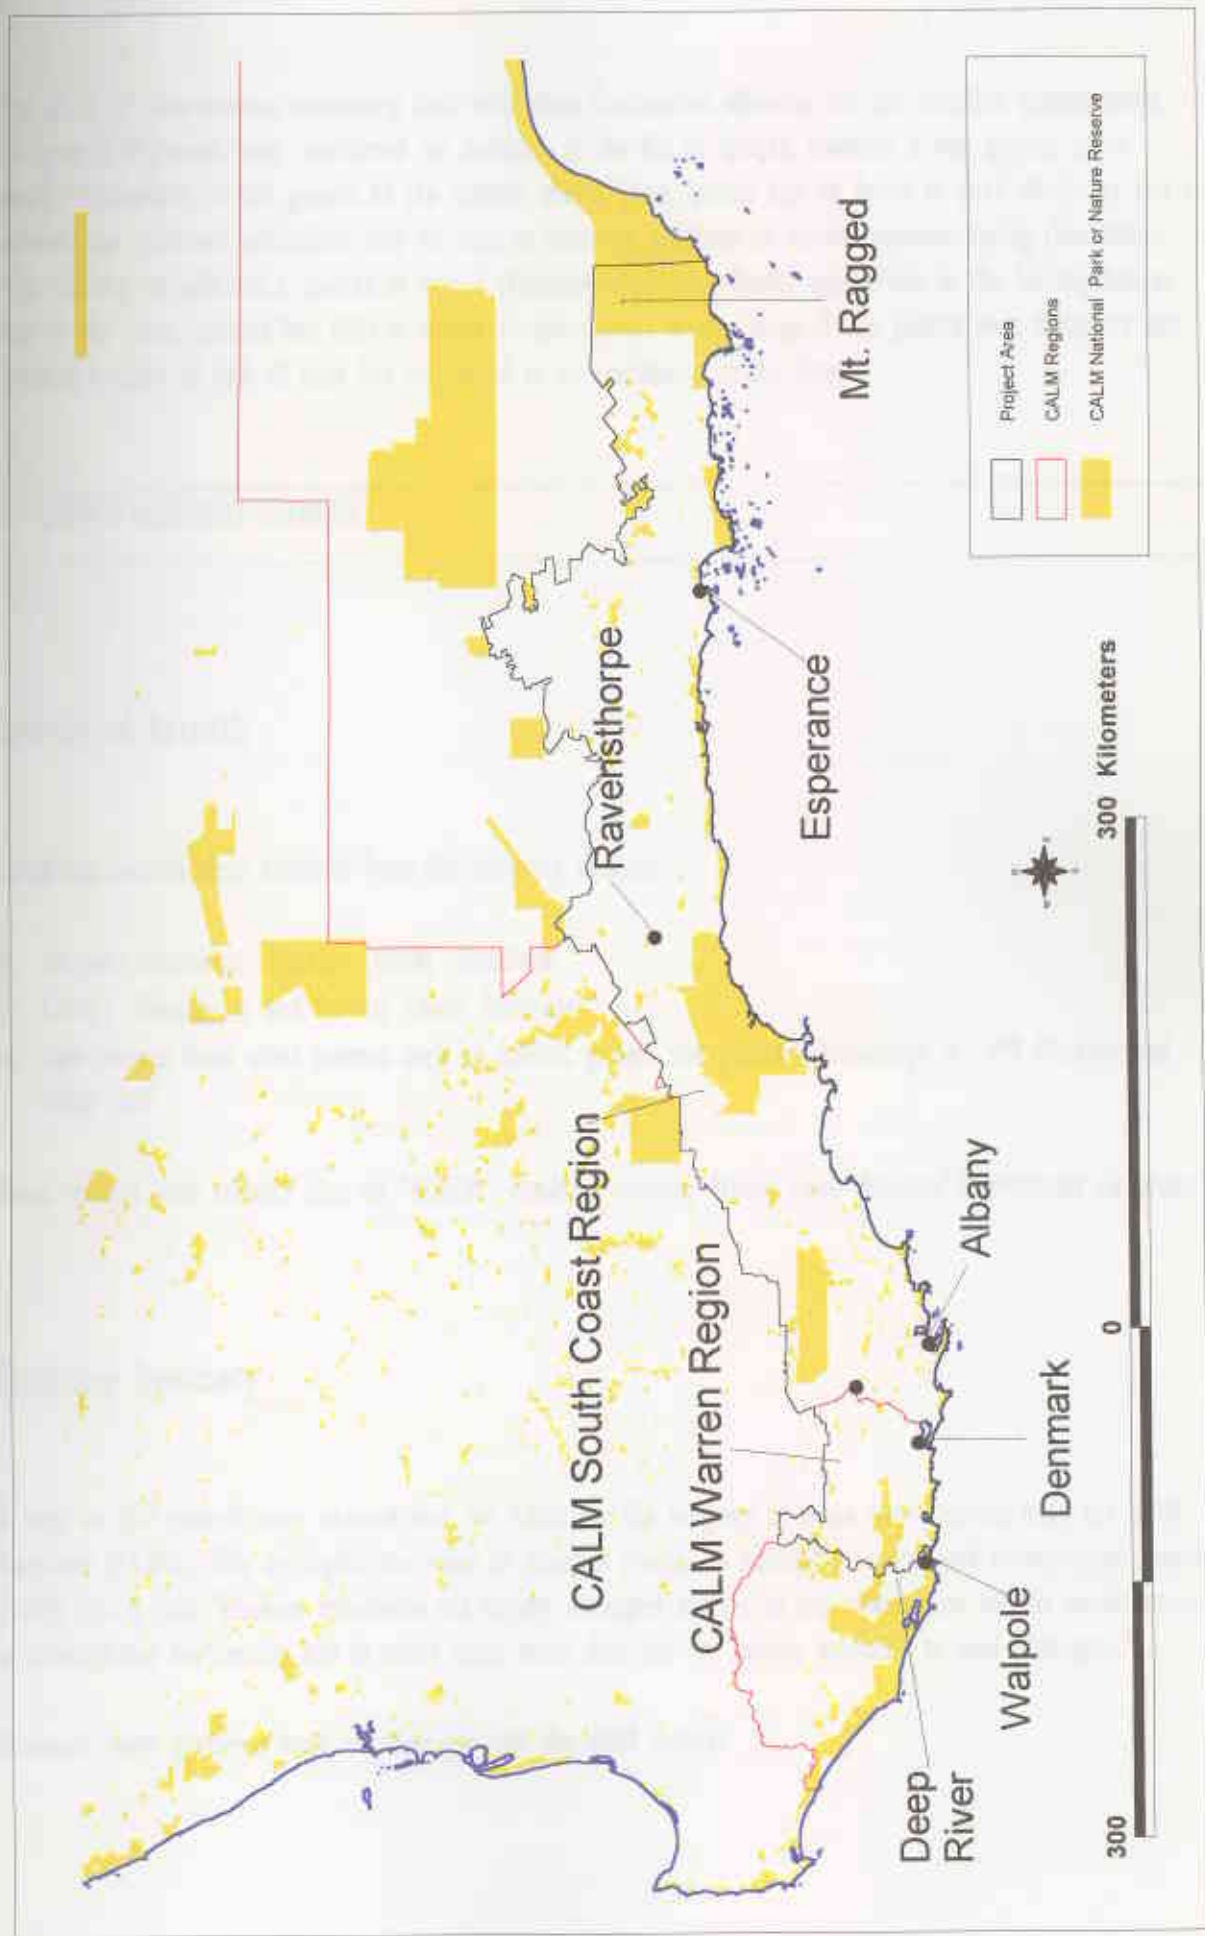 Ravensthorpe
Mt. Ragged
Esperance
CALM South Coast Region
CALM Warren Region
Albany
Denmark
Walpole
Deep
River
Project Area
CALM Regions
CALM National Park or Nature Reserve
300
0
300 Kilometers